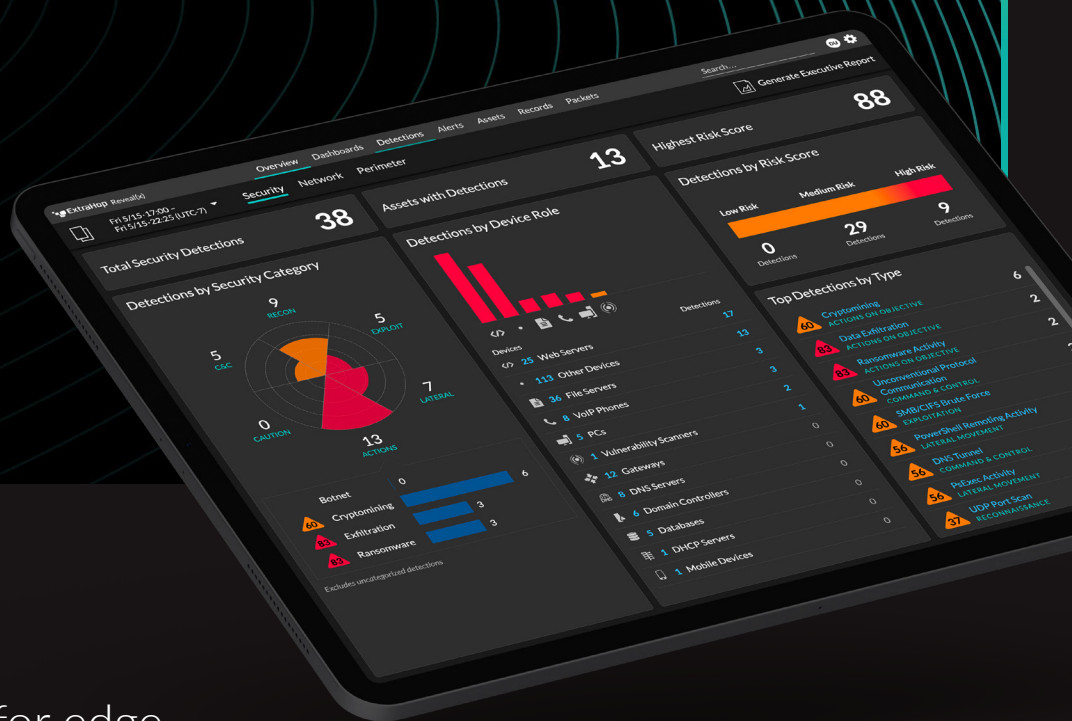 Search...
DU
Generate Executive Report
ExtraHop Reveal(x)
Overview Dashboards Detections Alerts Assets Records Packets
Fri 5/15-17:00 –
Fri 5/15-22:25 (UTC-7)
Security Network Perimeter
Total Security Detections 38
Assets with Detections 13
Highest Risk Score 88
Detections by Security Category
9
RECON
5
EXPLOIT
7
LATERAL
13
ACTIONS
0
CAUTION
5
C&C
Botnet 0
60 Cryptomining 6
83 Exfiltration 3
83 Ransomware 3
Excludes uncategorized detections
Detections by Device Role
Devices Detections
25 Web Servers 17
113 Other Devices 13
36 File Servers 3
8 VoIP Phones 3
5 PCs 2
1 Vulnerability Scanners 1
12 Gateways 0
8 DNS Servers 0
6 Domain Controllers 0
5 Databases 0
1 DHCP Servers 0
1 Mobile Devices 0
Detections by Risk Score
Low Risk Medium Risk High Risk
0 29 9
Detections Detections Detections
Top Detections by Type
60 Cryptomining 6
ACTIONS ON OBJECTIVE
83 Data Exfiltration 2
ACTIONS ON OBJECTIVE
83 Ransomware Activity 2
ACTIONS ON OBJECTIVE
60 Unconventional Protocol
Communication
COMMAND & CONTROL
60 SMB/CIFS Brute Force
EXPLOITATION
56 PowerShell Remoting Activity
LATERAL MOVEMENT
56 DNS Tunnel
COMMAND & CONTROL
56 PsExec Activity
LATERAL MOVEMENT
37 UDP Port Scan
RECONNAISSANCE
for edge